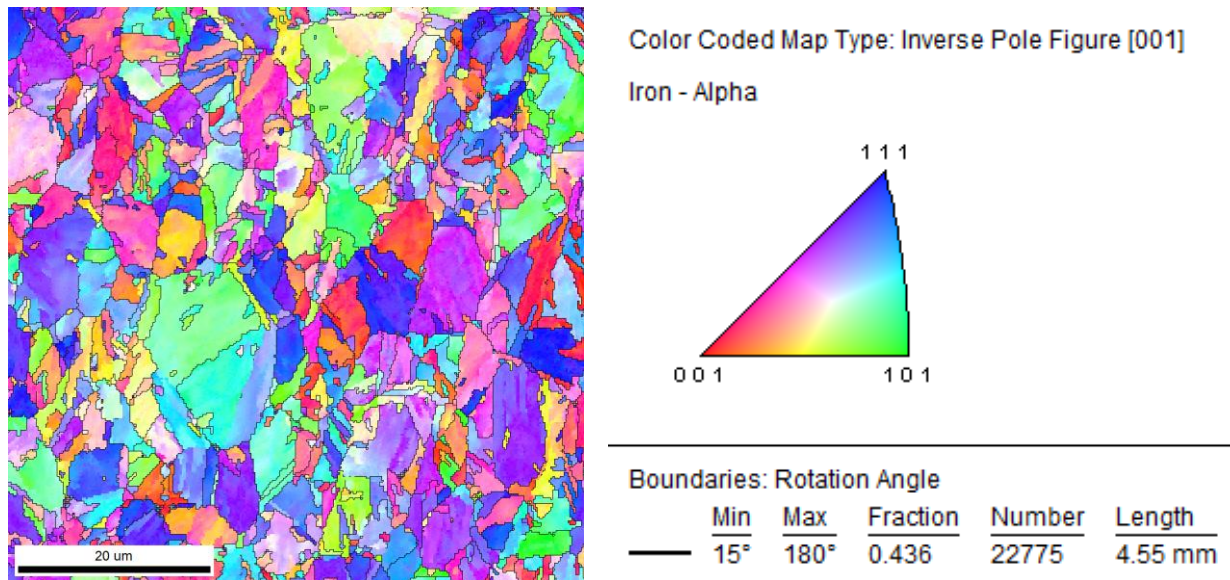 20 um
Color Coded Map Type: Inverse Pole Figure [001]
Iron - Alpha
1 1 1
0 0 1
1 0 1
Boundaries: Rotation Angle
Min Max Fraction Number Length
15° 180° 0.436 22775 4.55 mm